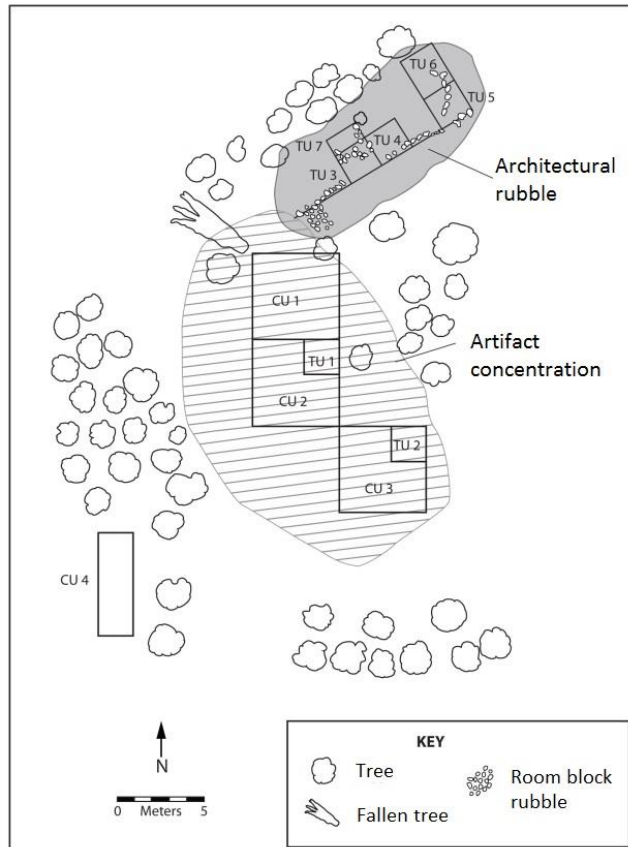 TU 6
TU 5
TU 7
TU 4
TU 3
Architectural
rubble
CU 1
TU 1
Artifact
concentration
CU 2
TU 2
CU 3
CU 4
N
0 Meters 5
KEY
Tree
Room block
rubble
Fallen tree